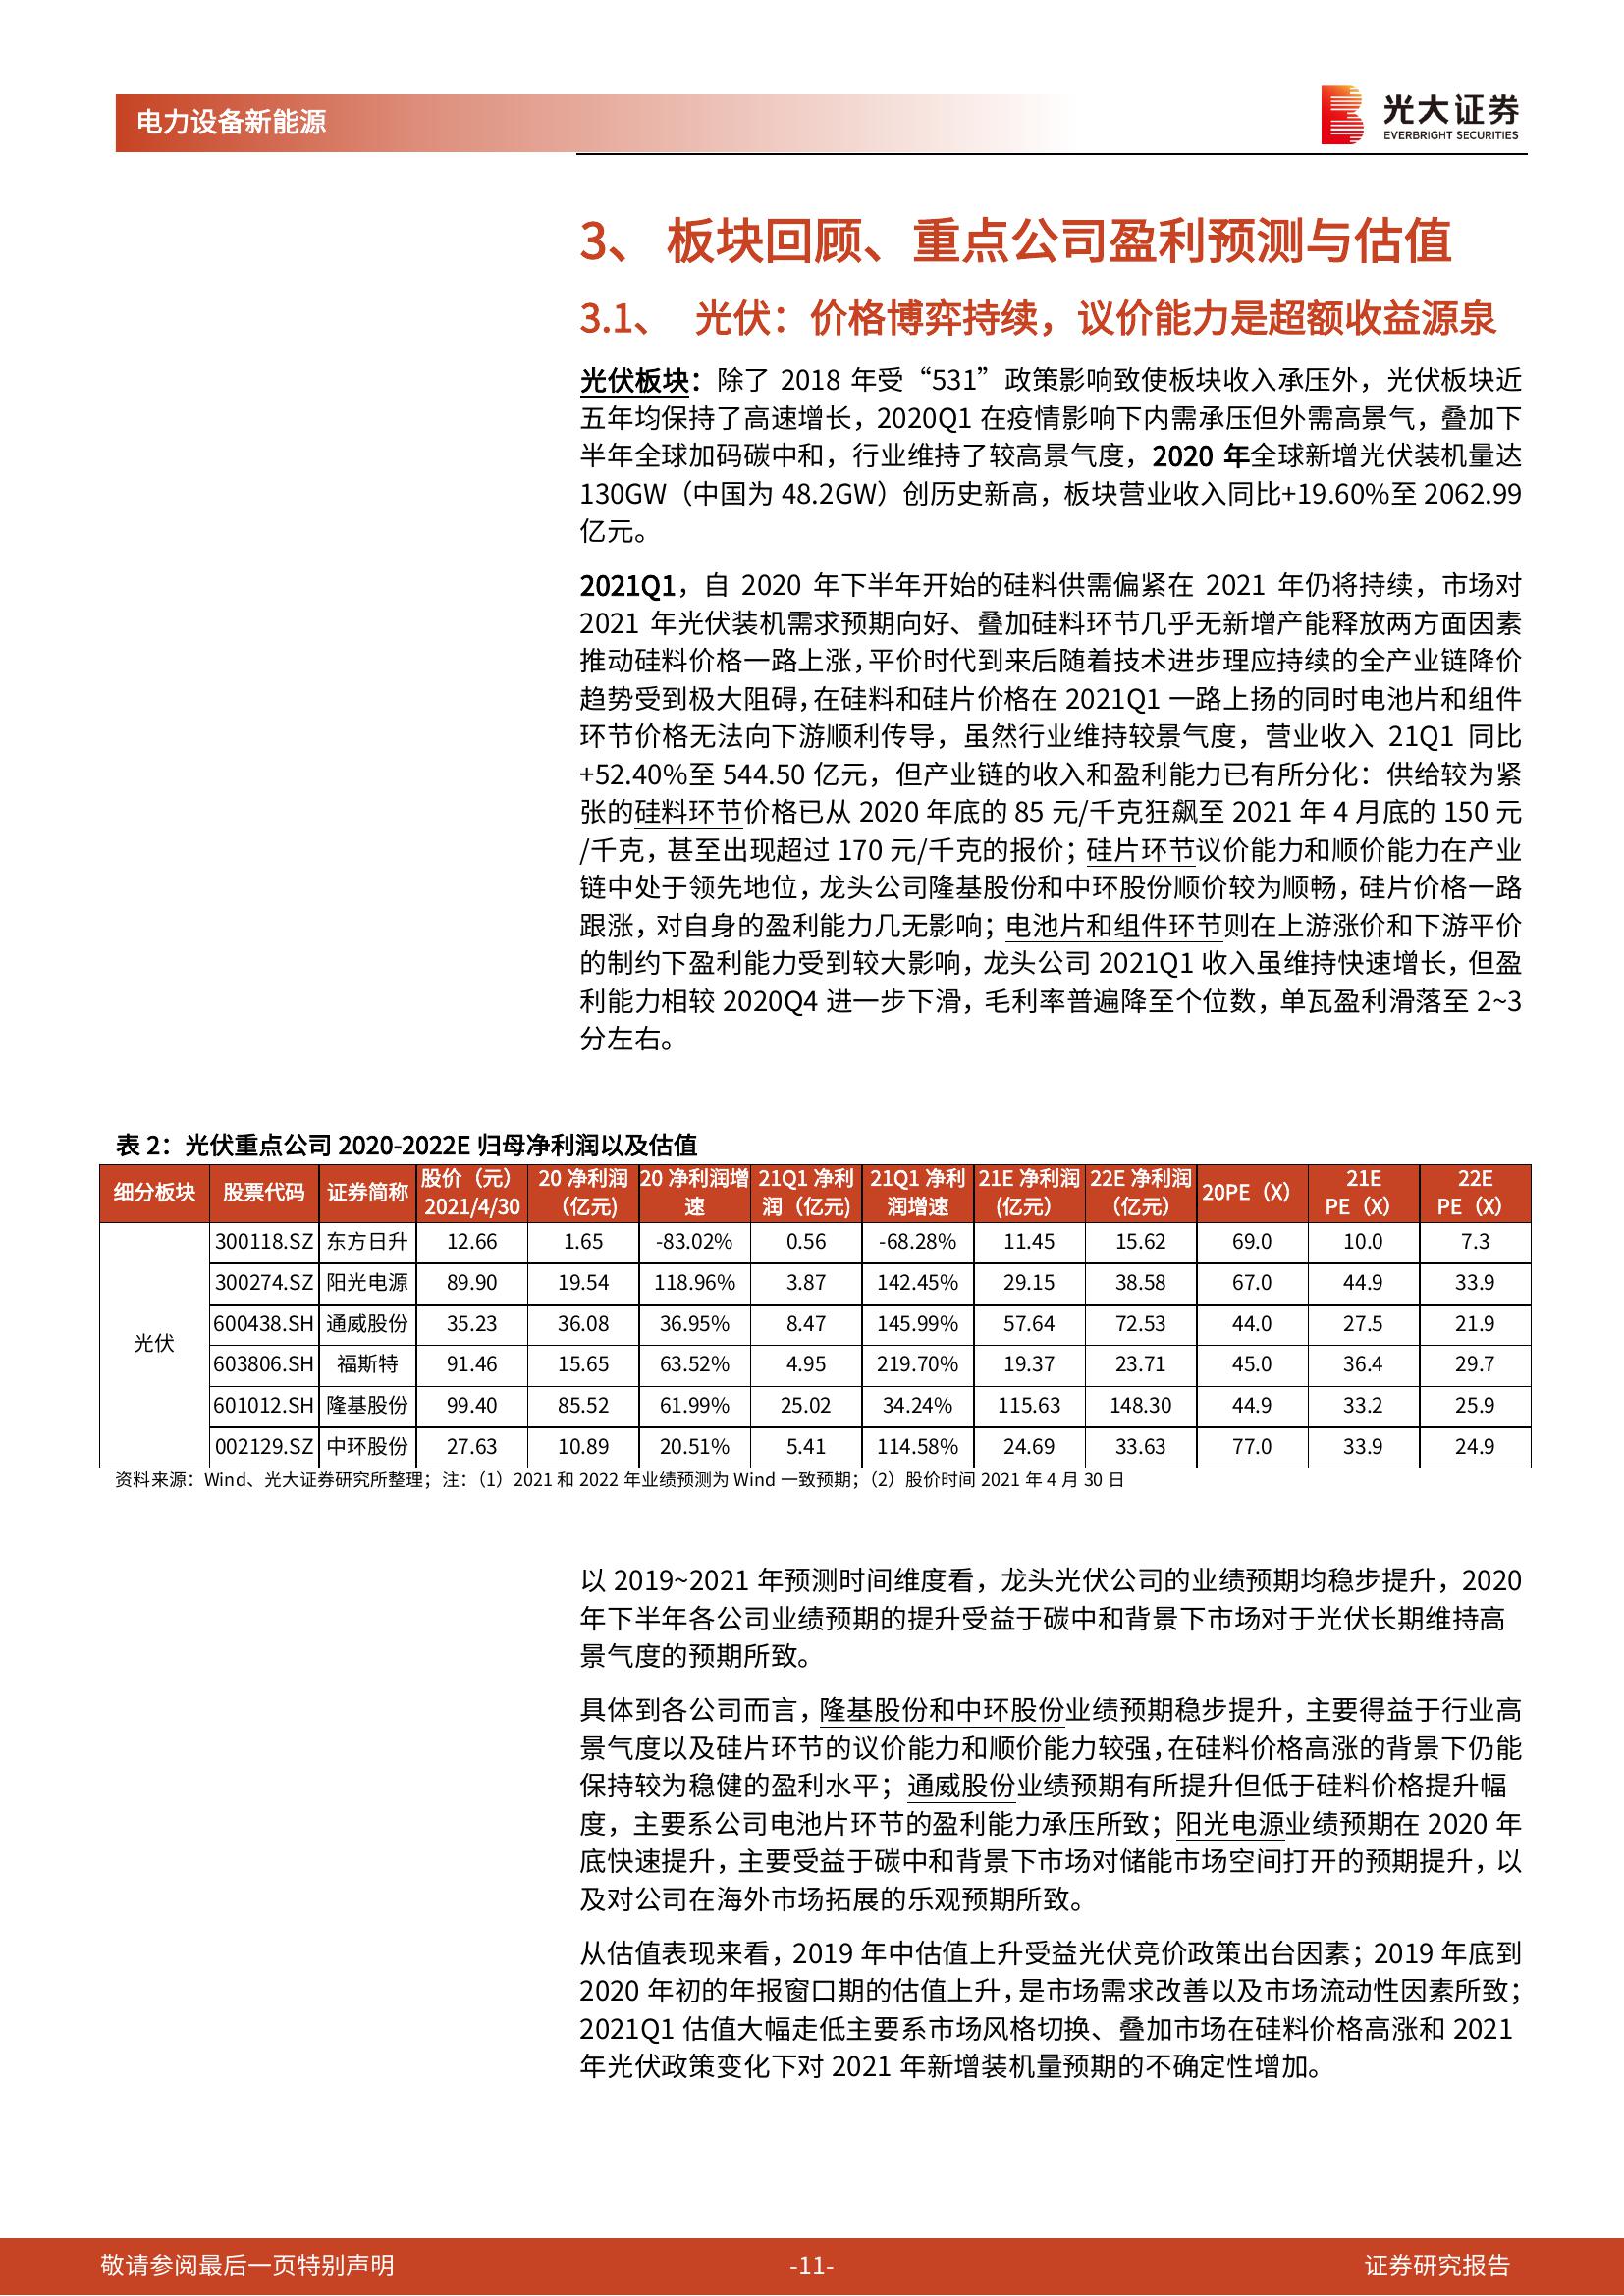 电力设备新能源
光大证券
EVERBRIGHT SECURITIES
3、 板块回顾、重点公司盈利预测与估值
3.1、 光伏：价格博弈持续，议价能力是超额收益源泉
光伏板块：除了 2018 年受“531”政策影响致使板块收入承压外，光伏板块近
五年均保持了高速增长，2020Q1 在疫情影响下内需承压但外需高景气，叠加下
半年全球加码碳中和，行业维持了较高景气度，2020 年全球新增光伏装机量达
130GW（中国为 48.2GW）创历史新高，板块营业收入同比+19.60%至 2062.99
亿元。
2021Q1，自 2020 年下半年开始的硅料供需偏紧在 2021 年仍将持续，市场对
2021 年光伏装机需求预期向好、叠加硅料环节几乎无新增产能释放两方面因素
推动硅料价格一路上涨，平价时代到来后随着技术进步理应持续的全产业链降价
趋势受到极大阻碍，在硅料和硅片价格在 2021Q1 一路上扬的同时电池片和组件
环节价格无法向下游顺利传导，虽然行业维持较景气度，营业收入 21Q1 同比
+52.40%至 544.50 亿元，但产业链的收入和盈利能力已有所分化：供给较为紧
张的硅料环节价格已从 2020 年底的 85 元/千克狂飙至 2021 年 4 月底的 150 元
/千克，甚至出现超过 170 元/千克的报价；硅片环节议价能力和顺价能力在产业
链中处于领先地位，龙头公司隆基股份和中环股份顺价较为顺畅，硅片价格一路
跟涨，对自身的盈利能力几无影响；电池片和组件环节则在上游涨价和下游平价
的制约下盈利能力受到较大影响，龙头公司 2021Q1 收入虽维持快速增长，但盈
利能力相较 2020Q4 进一步下滑，毛利率普遍降至个位数，单瓦盈利滑落至 2~3
分左右。
表 2：光伏重点公司 2020-2022E 归母净利润以及估值
细分板块 股票代码 证券简称 股价（元）2021/4/30 20 净利润（亿元) 20 净利润增速 21Q1 净利润（亿元) 21Q1 净利润增速 21E 净利润(亿元） 22E 净利润（亿元） 20PE（X） 21E PE（X） 22E PE（X）
光伏
300118.SZ 东方日升 12.66 1.65 -83.02% 0.56 -68.28% 11.45 15.62 69.0 10.0 7.3
300274.SZ 阳光电源 89.90 19.54 118.96% 3.87 142.45% 29.15 38.58 67.0 44.9 33.9
600438.SH 通威股份 35.23 36.08 36.95% 8.47 145.99% 57.64 72.53 44.0 27.5 21.9
603806.SH 福斯特 91.46 15.65 63.52% 4.95 219.70% 19.37 23.71 45.0 36.4 29.7
601012.SH 隆基股份 99.40 85.52 61.99% 25.02 34.24% 115.63 148.30 44.9 33.2 25.9
002129.SZ 中环股份 27.63 10.89 20.51% 5.41 114.58% 24.69 33.63 77.0 33.9 24.9
资料来源：Wind、光大证券研究所整理；注：（1）2021 和 2022 年业绩预测为 Wind 一致预期；（2）股价时间 2021 年 4 月 30 日
以 2019~2021 年预测时间维度看，龙头光伏公司的业绩预期均稳步提升，2020
年下半年各公司业绩预期的提升受益于碳中和背景下市场对于光伏长期维持高
景气度的预期所致。
具体到各公司而言，隆基股份和中环股份业绩预期稳步提升，主要得益于行业高
景气度以及硅片环节的议价能力和顺价能力较强，在硅料价格高涨的背景下仍能
保持较为稳健的盈利水平；通威股份业绩预期有所提升但低于硅料价格提升幅
度，主要系公司电池片环节的盈利能力承压所致；阳光电源业绩预期在 2020 年
底快速提升，主要受益于碳中和背景下市场对储能市场空间打开的预期提升，以
及对公司在海外市场拓展的乐观预期所致。
从估值表现来看，2019 年中估值上升受益光伏竞价政策出台因素；2019 年底到
2020 年初的年报窗口期的估值上升，是市场需求改善以及市场流动性因素所致；
2021Q1 估值大幅走低主要系市场风格切换、叠加市场在硅料价格高涨和 2021
年光伏政策变化下对 2021 年新增装机量预期的不确定性增加。
敬请参阅最后一页特别声明
-11-
证券研究报告